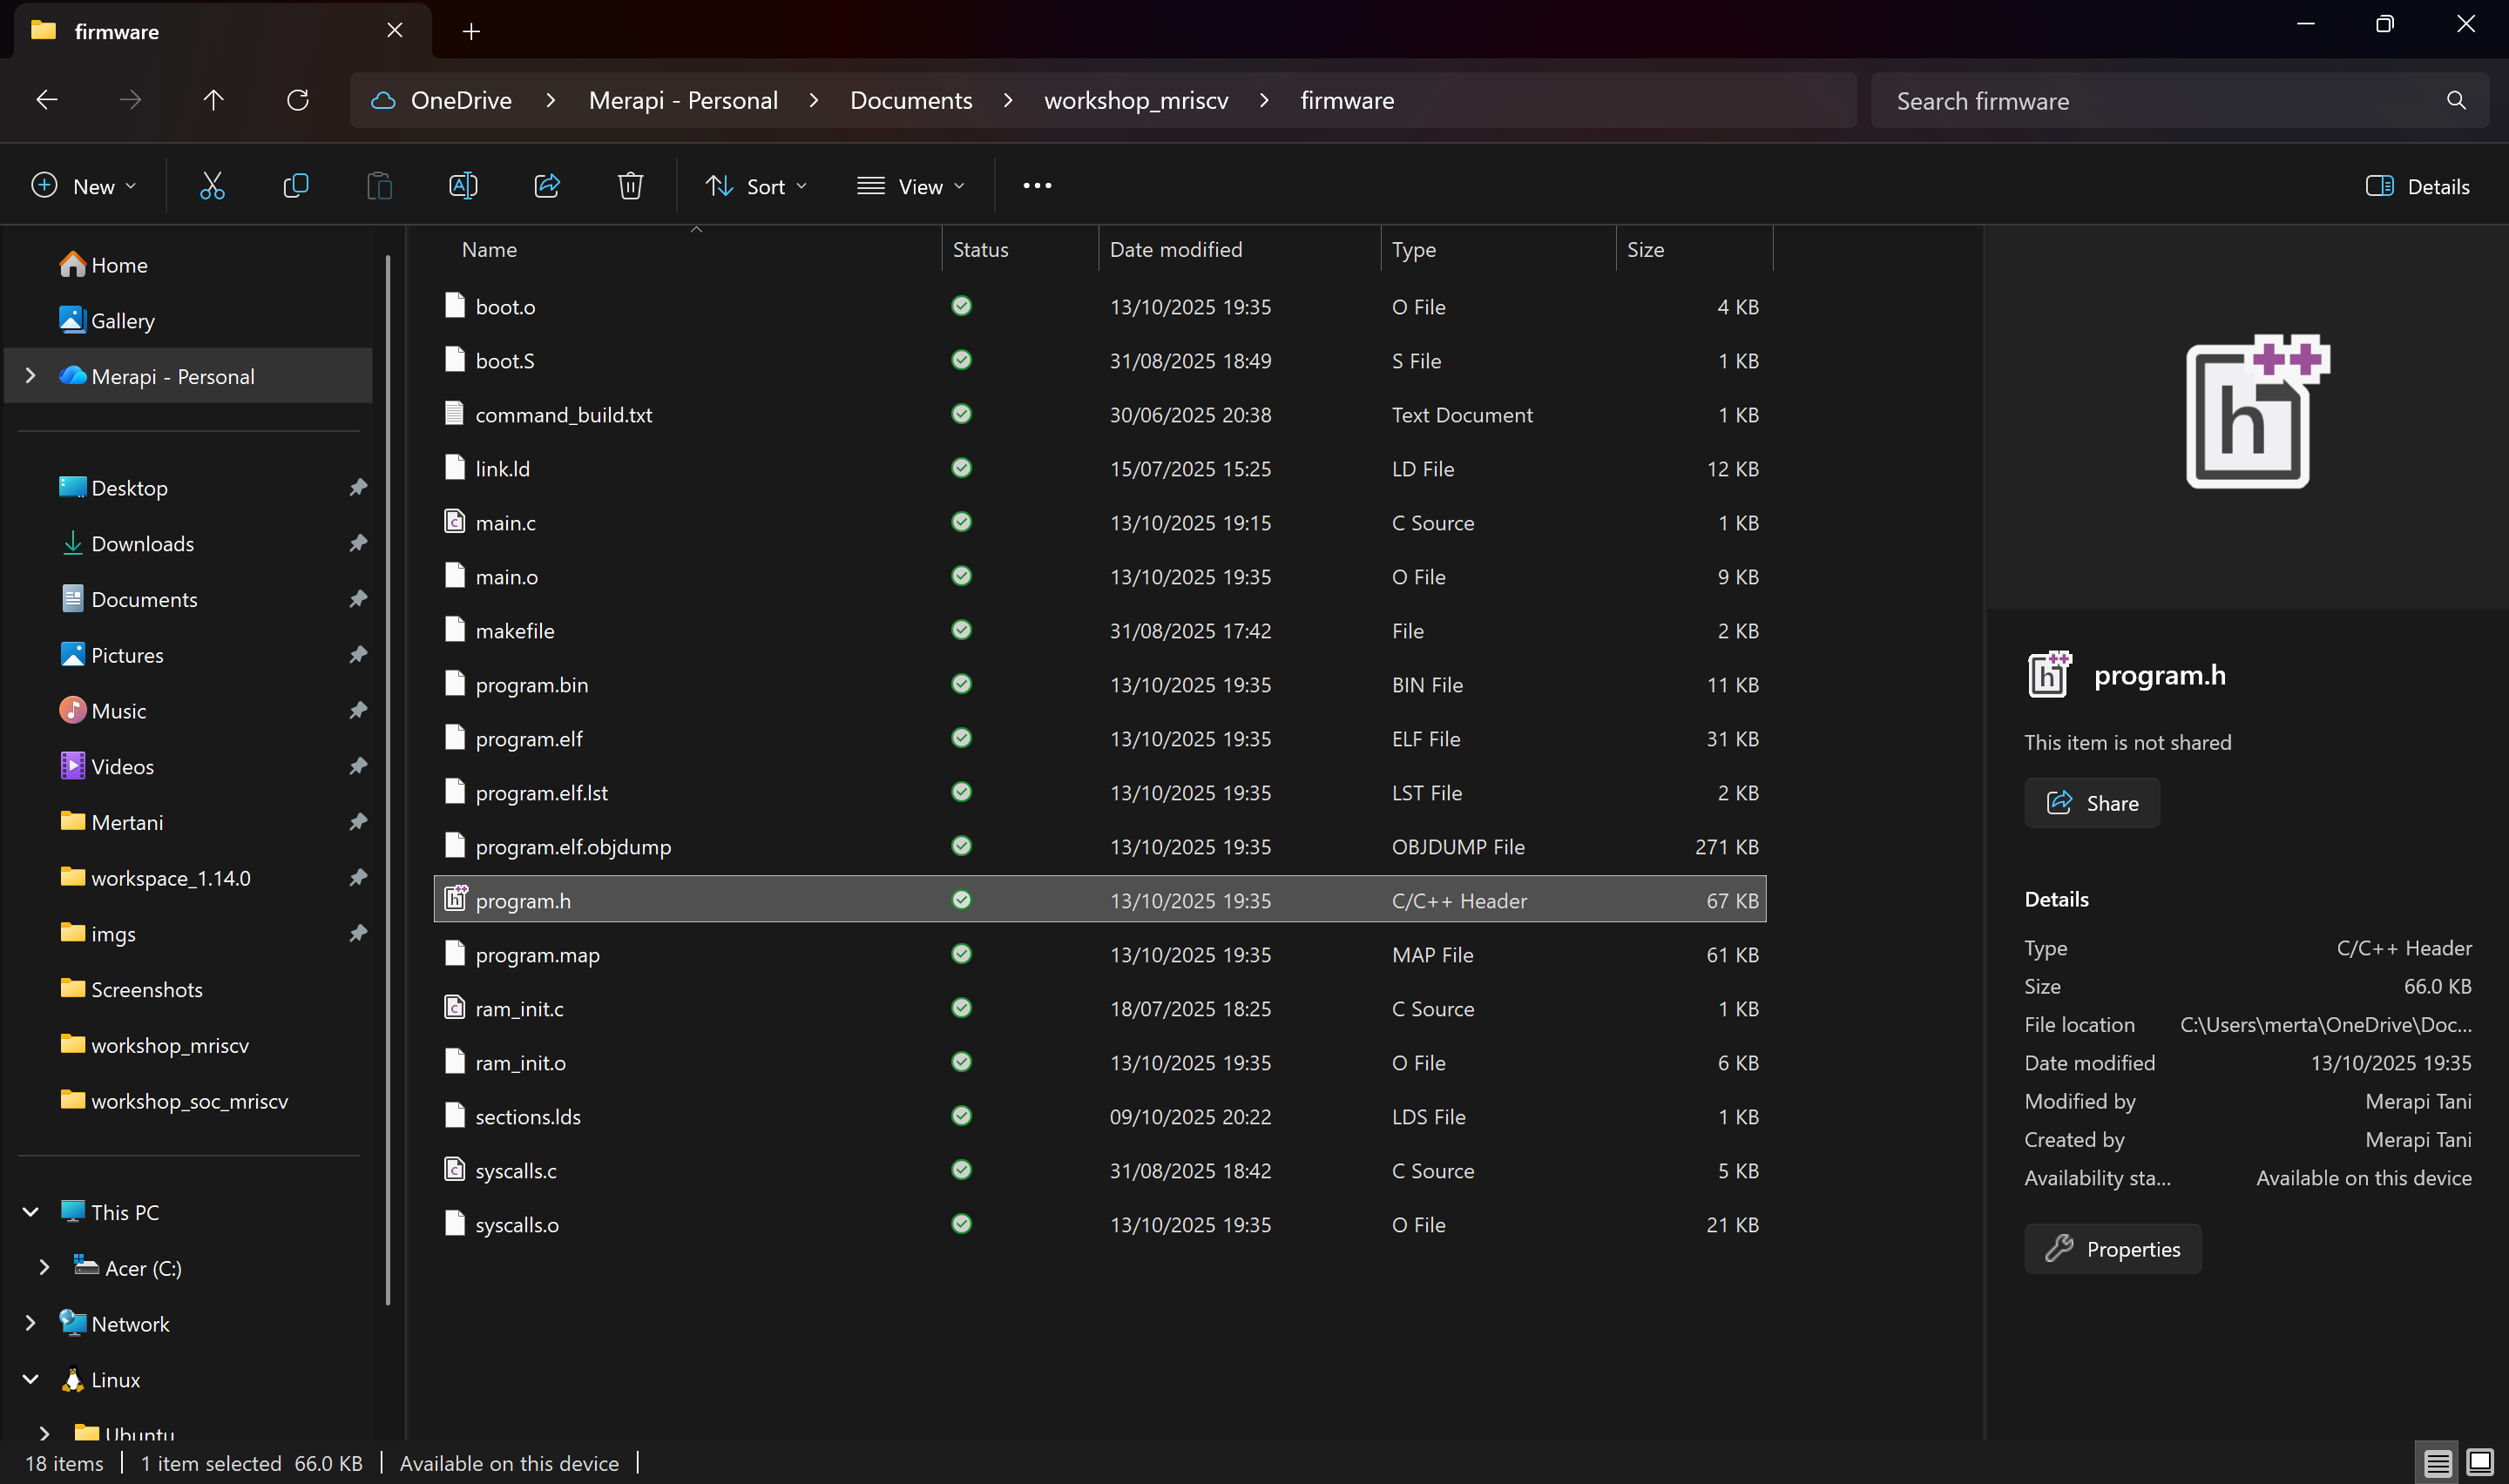 firmware
OneDrive > Merapi - Personal > Documents > workshop_mriscv > firmware
Search firmware
New
Sort
View
Details
Home
Gallery
Merapi - Personal
Desktop
Downloads
Documents
Pictures
Music
Videos
Mertani
workspace_1.14.0
imgs
Screenshots
workshop_mriscv
workshop_soc_mriscv
This PC
Acer (C:)
Network
Linux
Ubuntu
Name Status Date modified Type Size
boot.o 13/10/2025 19:35 O File 4 KB
boot.S 31/08/2025 18:49 S File 1 KB
command_build.txt 30/06/2025 20:38 Text Document 1 KB
link.ld 15/07/2025 15:25 LD File 12 KB
main.c 13/10/2025 19:15 C Source 1 KB
main.o 13/10/2025 19:35 O File 9 KB
makefile 31/08/2025 17:42 File 2 KB
program.bin 13/10/2025 19:35 BIN File 11 KB
program.elf 13/10/2025 19:35 ELF File 31 KB
program.elf.lst 13/10/2025 19:35 LST File 2 KB
program.elf.objdump 13/10/2025 19:35 OBJDUMP File 271 KB
program.h 13/10/2025 19:35 C/C++ Header 67 KB
program.map 13/10/2025 19:35 MAP File 61 KB
ram_init.c 18/07/2025 18:25 C Source 1 KB
ram_init.o 13/10/2025 19:35 O File 6 KB
sections.lds 09/10/2025 20:22 LDS File 1 KB
syscalls.c 31/08/2025 18:42 C Source 5 KB
syscalls.o 13/10/2025 19:35 O File 21 KB
h++
program.h
This item is not shared
Share
Details
Type C/C++ Header
Size 66.0 KB
File location C:\Users\merta\OneDrive\Doc...
Date modified 13/10/2025 19:35
Modified by Merapi Tani
Created by Merapi Tani
Availability sta... Available on this device
Properties
18 items | 1 item selected 66.0 KB | Available on this device |